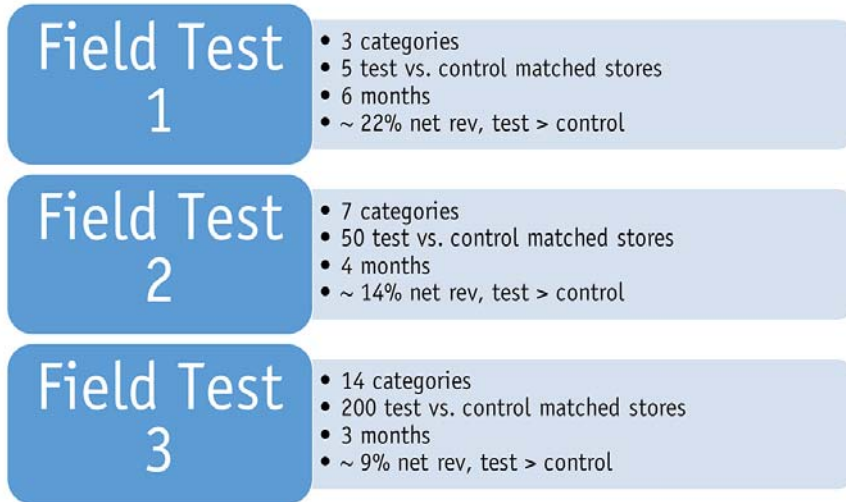 Field Test
1
• 3 categories
• 5 test vs. control matched stores
• 6 months
• ~ 22% net rev, test > control
Field Test
2
• 7 categories
• 50 test vs. control matched stores
• 4 months
• ~ 14% net rev, test > control
Field Test
3
• 14 categories
• 200 test vs. control matched stores
• 3 months
• ~ 9% net rev, test > control